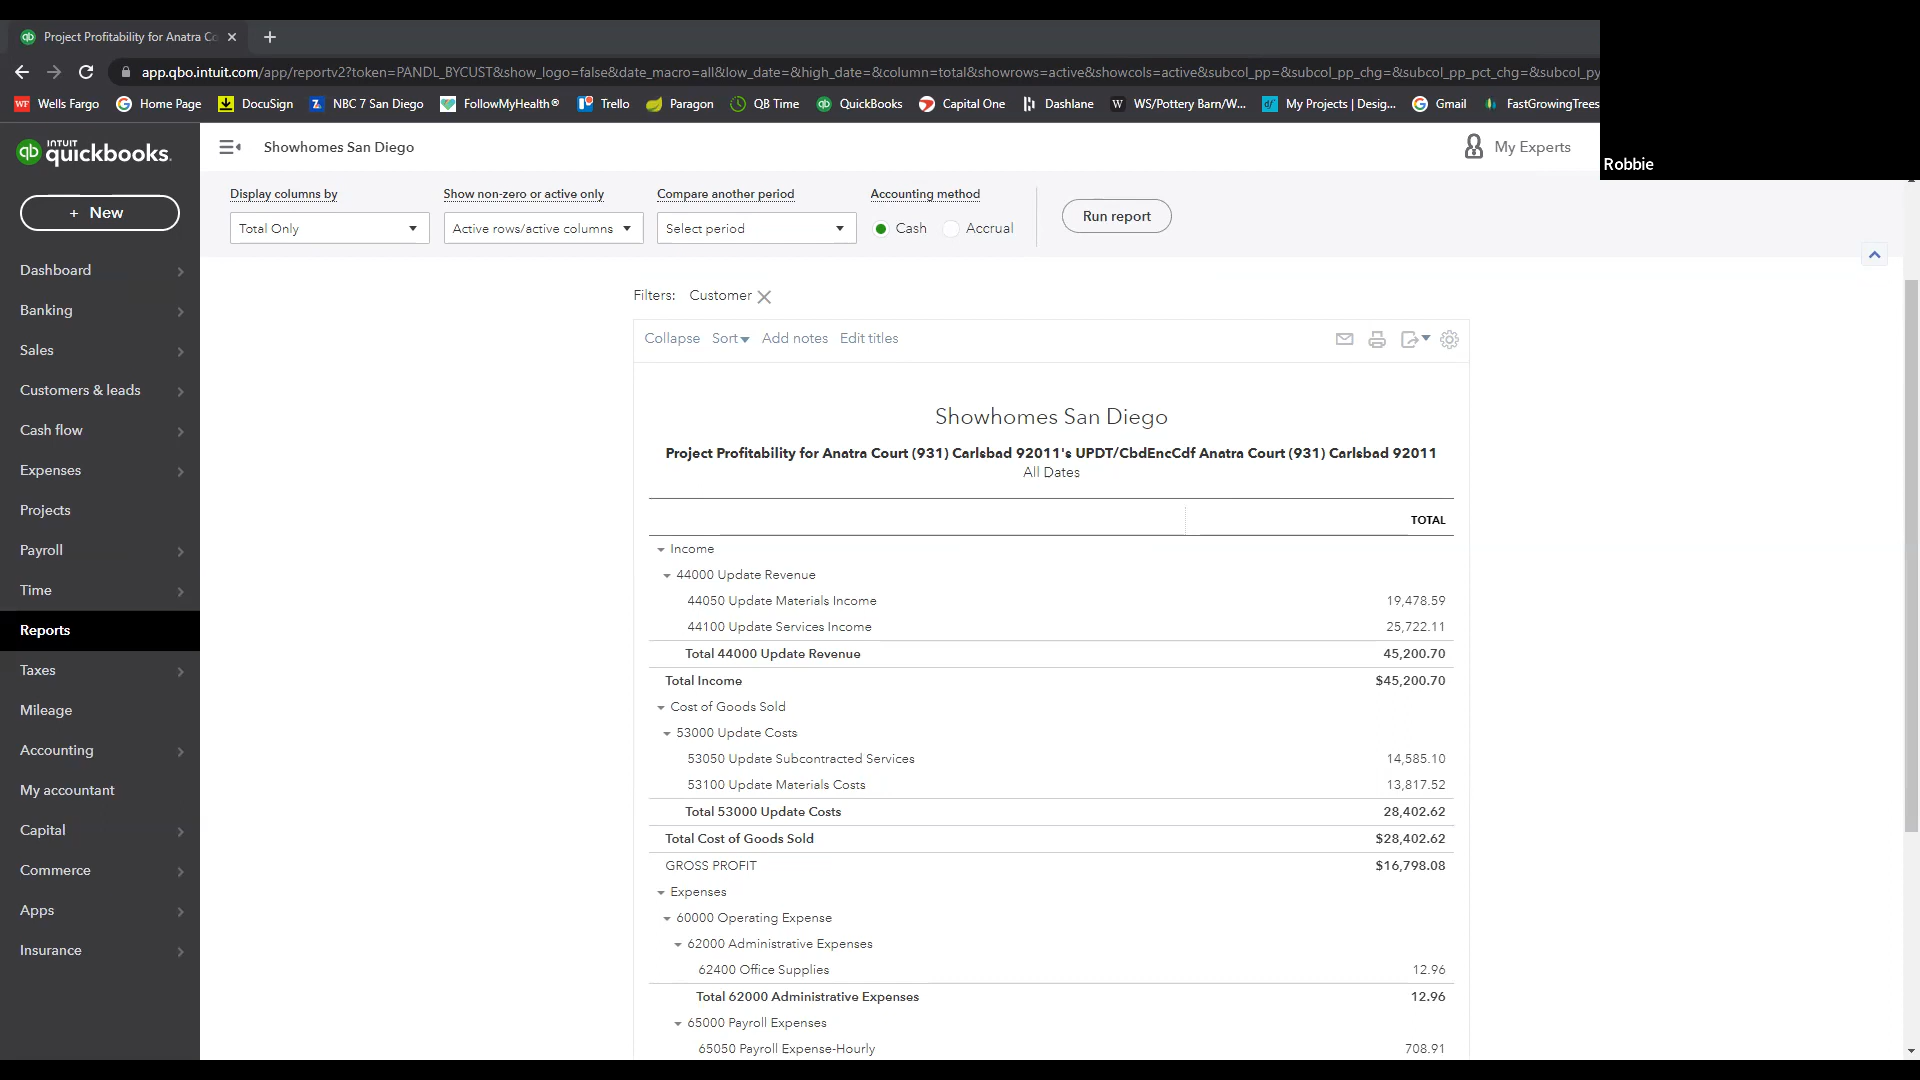 Project Profitability for Anatra Co
app.qbo.intuit.com/app/reportv2?token=PANDL_BYCUST&show_logo=false&date_macro=all&low_date=&high_date=&column=total&showrows=active&showcols=active&subcol_pp=&subcol_pp_chg=&subcol_pp_pct_chg=&subcol_py
WF Wells Fargo G Home Page DocuSign Z. NBC 7 San Diego FollowMyHealth® Trello Paragon QB Time qb QuickBooks Capital One Dashlane W WS/Pottery Barn/W... df My Projects | Desig... G Gmail FastGrowingTrees
Robbie
qb INTUIT quickbooks.
Showhomes San Diego
My Experts
+ New
Display columns by
Show non-zero or active only
Compare another period
Accounting method
Total Only
Active rows/active columns
Select period
Cash
Accrual
Run report
Dashboard
Banking
Sales
Customers & leads
Cash flow
Expenses
Projects
Payroll
Time
Reports
Taxes
Mileage
Accounting
My accountant
Capital
Commerce
Apps
Insurance
Filters: Customer
Collapse Sort Add notes Edit titles
Showhomes San Diego
Project Profitability for Anatra Court (931) Carlsbad 92011's UPDT/CbdEncCdf Anatra Court (931) Carlsbad 92011
All Dates
TOTAL
Income
44000 Update Revenue
44050 Update Materials Income 19,478.59
44100 Update Services Income 25,722.11
Total 44000 Update Revenue 45,200.70
Total Income $45,200.70
Cost of Goods Sold
53000 Update Costs
53050 Update Subcontracted Services 14,585.10
53100 Update Materials Costs 13,817.52
Total 53000 Update Costs 28,402.62
Total Cost of Goods Sold $28,402.62
GROSS PROFIT $16,798.08
Expenses
60000 Operating Expense
62000 Administrative Expenses
62400 Office Supplies 12.96
Total 62000 Administrative Expenses 12.96
65000 Payroll Expenses
65050 Payroll Expense-Hourly 708.91